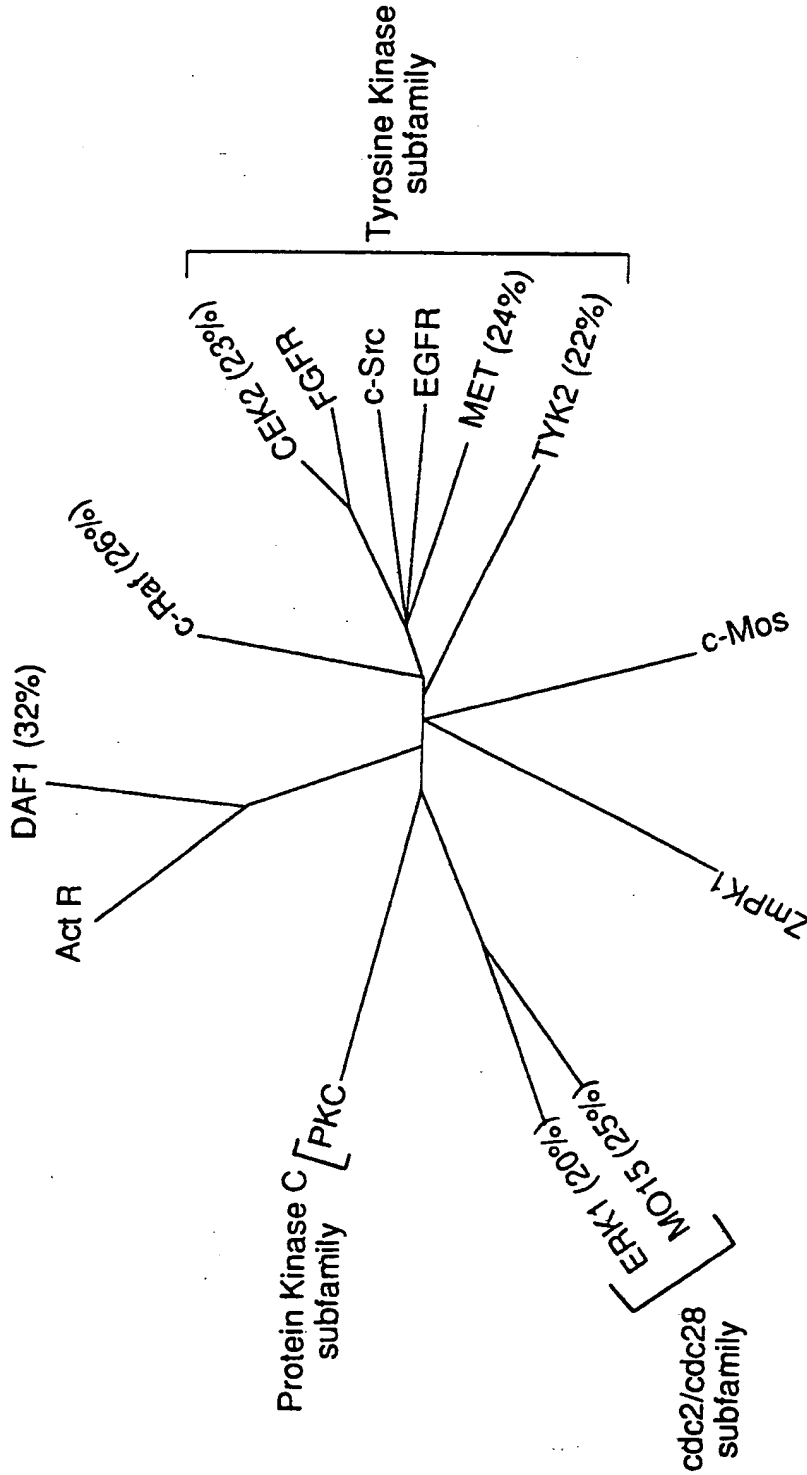 DAF1 (32%)
Act R
c-Raf (26%)
CEK2 (23%)
FGFR
c-Src
EGFR
MET (24%)
TYK2 (22%)
Tyrosine Kinase
subfamily
c-Mos
ZmPK1
Protein Kinase C
subfamily
PKC
ERK1 (20%)
MO15 (25%)
cdc2/cdc28
subfamily